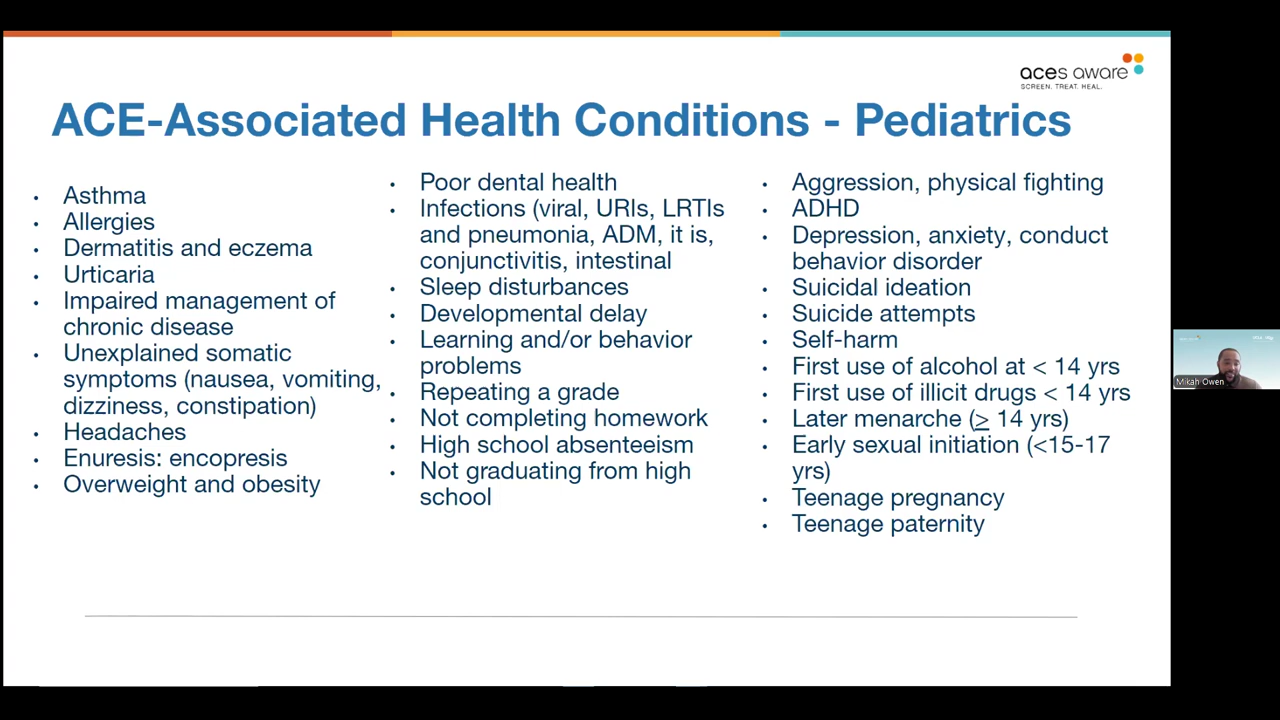 aces aware
SCREEN. TREAT. HEAL.
ACE-Associated Health Conditions - Pediatrics
• Asthma
• Allergies
• Dermatitis and eczema
• Urticaria
• Impaired management of
chronic disease
• Unexplained somatic
symptoms (nausea, vomiting,
dizziness, constipation)
• Headaches
• Enuresis: encopresis
• Overweight and obesity
• Poor dental health
• Infections (viral, URIs, LRTIs
and pneumonia, ADM, it is,
conjunctivitis, intestinal
• Sleep disturbances
• Developmental delay
• Learning and/or behavior
problems
• Repeating a grade
• Not completing homework
• High school absenteeism
• Not graduating from high
school
• Aggression, physical fighting
• ADHD
• Depression, anxiety, conduct
behavior disorder
• Suicidal ideation
• Suicide attempts
• Self-harm
• First use of alcohol at < 14 yrs
• First use of illicit drugs < 14 yrs
• Later menarche (≥ 14 yrs)
• Early sexual initiation (<15-17
yrs)
• Teenage pregnancy
• Teenage paternity
Mikah Owen